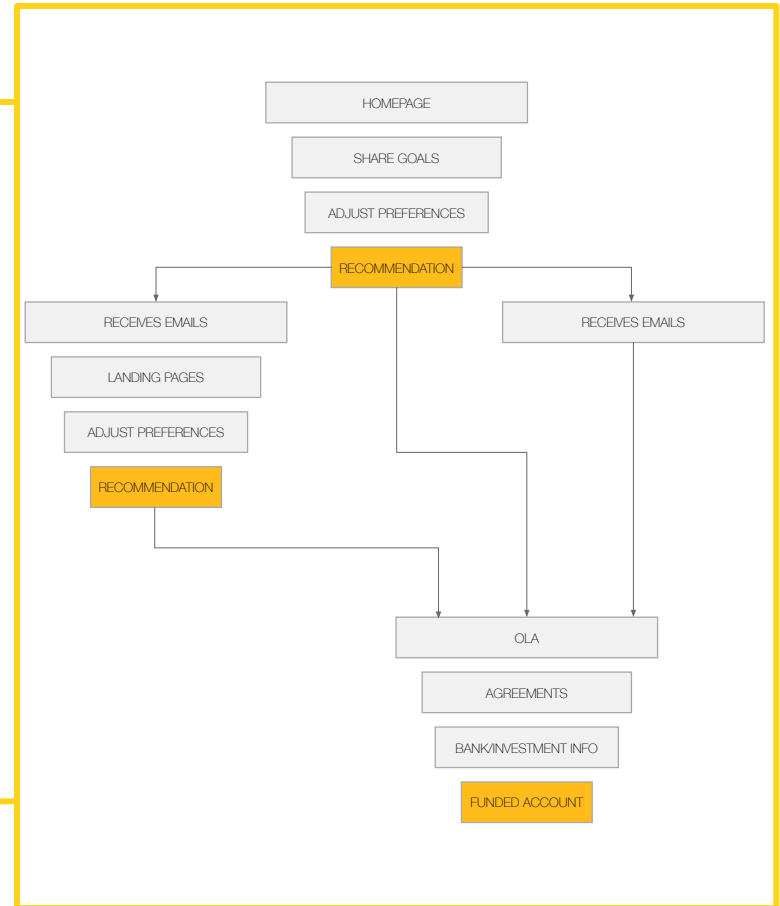 HOMEPAGE
SHARE GOALS
ADJUST PREFERENCES
RECOMMENDATION
RECEIVES EMAILS
RECEIVES EMAILS
LANDING PAGES
ADJUST PREFERENCES
RECOMMENDATION
OLA
AGREEMENTS
BANK/INVESTMENT INFO
FUNDED ACCOUNT